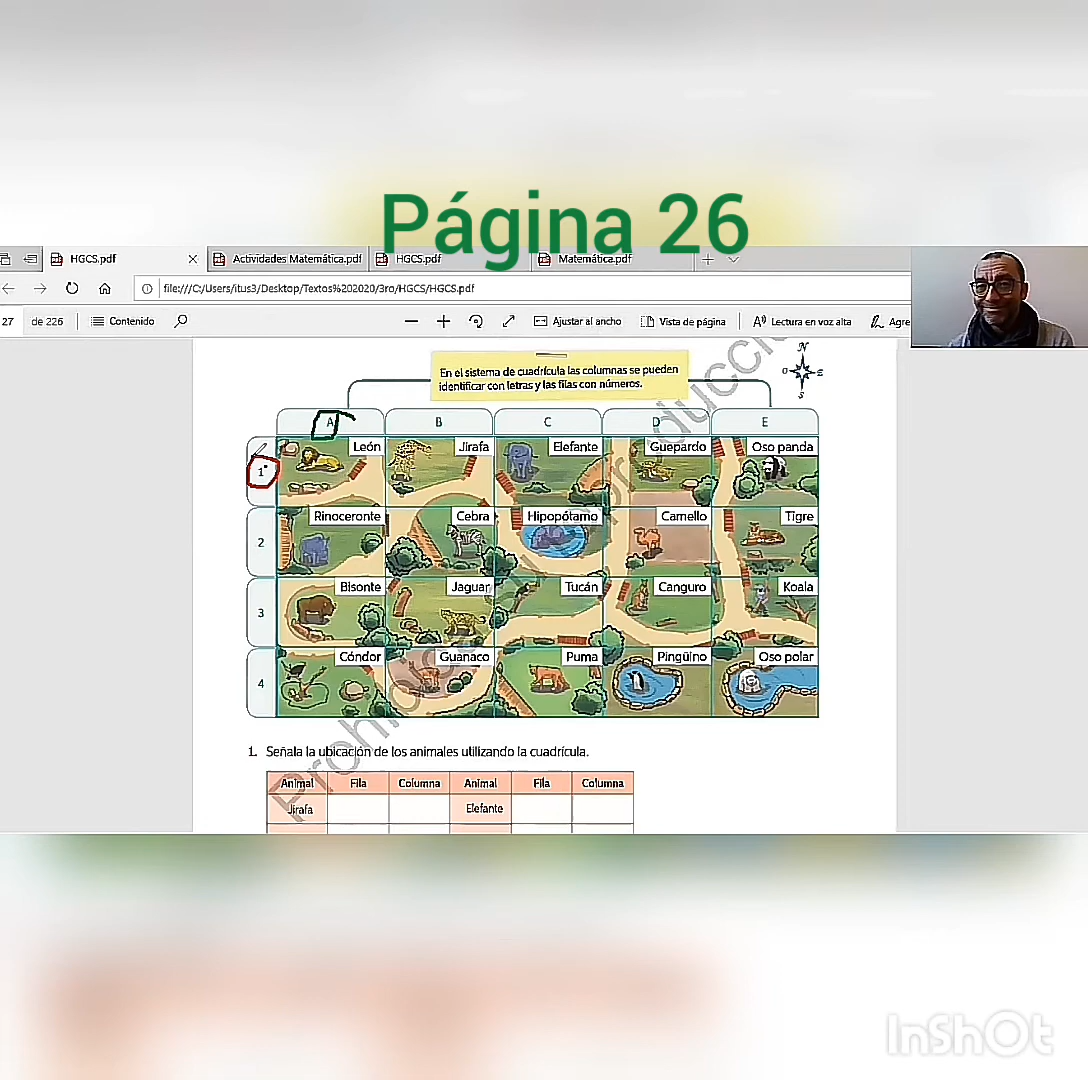 Página 26
HGCS.pdf
Actividades Matemática.pdf
HGCS.pdf
Matemática.pdf
file:///C:/Users/itus3/Desktop/Textos%202020/3ro/HGCS/HGCS.pdf
27 de 226 Contenido Ajustar al ancho Vista de página Lectura en voz alta Agre
En el sistema de cuadrícula las columnas se pueden
identificar con letras y las filas con números.
N
O E
S
A B C D E
1 León Jirafa Elefante Guepardo Oso panda
2 Rinoceronte Cebra Hipopótamo Camello Tigre
3 Bisonte Jaguar Tucán Canguro Koala
4 Cóndor Guanaco Puma Pingüino Oso polar
1. Señala la ubicación de los animales utilizando la cuadrícula.
Animal Fila Columna Animal Fila Columna
Jirafa Elefante
InShOt